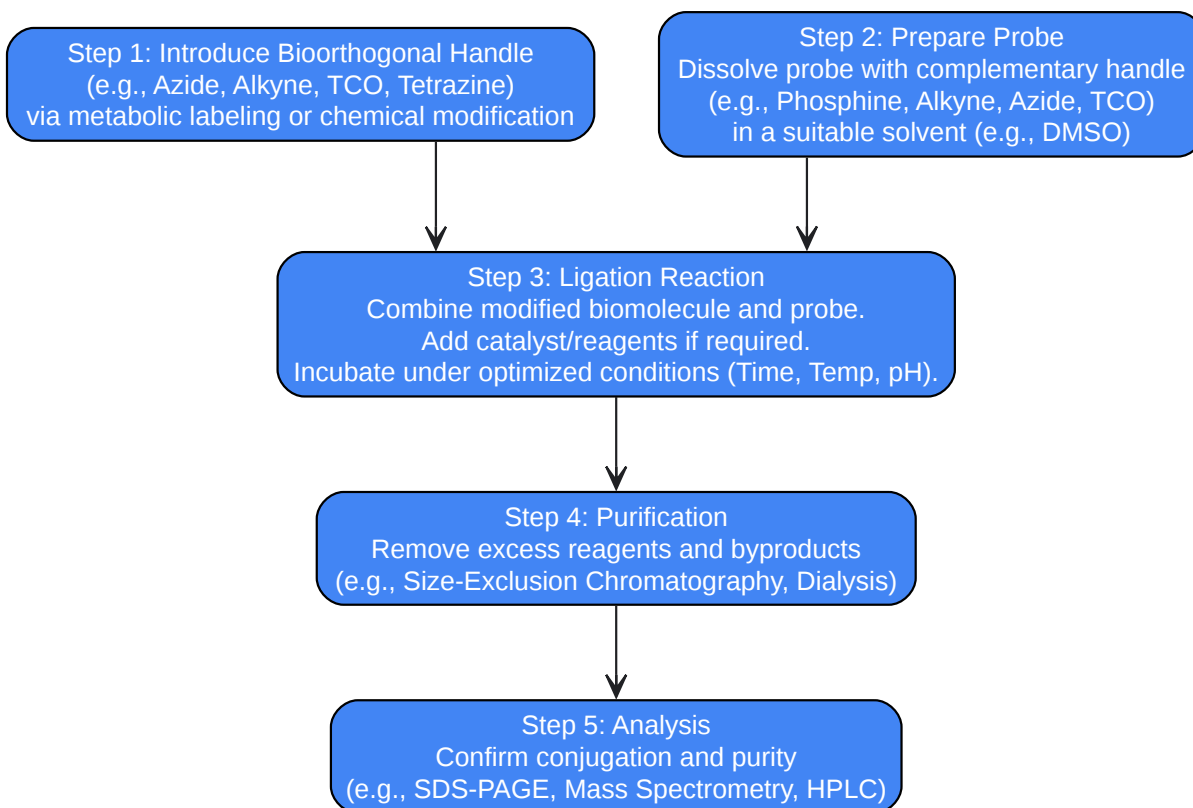 Step 1: Introduce Bioorthogonal Handle
(e.g., Azide, Alkyne, TCO, Tetrazine)
via metabolic labeling or chemical modification
Step 2: Prepare Probe
Dissolve probe with complementary handle
(e.g., Phosphine, Alkyne, Azide, TCO)
in a suitable solvent (e.g., DMSO)
Step 3: Ligation Reaction
Combine modified biomolecule and probe.
Add catalyst/reagents if required.
Incubate under optimized conditions (Time, Temp, pH).
Step 4: Purification
Remove excess reagents and byproducts
(e.g., Size-Exclusion Chromatography, Dialysis)
Step 5: Analysis
Confirm conjugation and purity
(e.g., SDS-PAGE, Mass Spectrometry, HPLC)